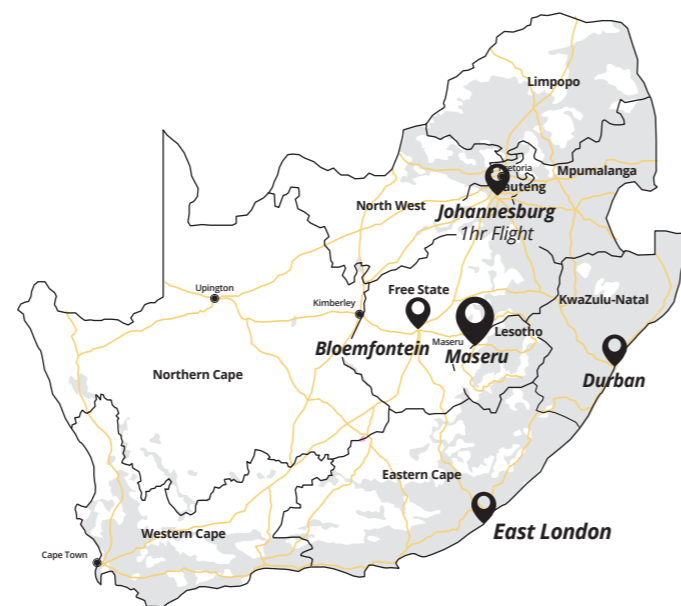 Limpopo
Pretoria
Mpumalanga
Gauteng
North West
Johannesburg
1hr Flight
Upington
Free State
KwaZulu-Natal
Kimberley
Lesotho
Maseru
Bloemfontein
Maseru
Durban
Northern Cape
Eastern Cape
Western Cape
East London
Cape Town